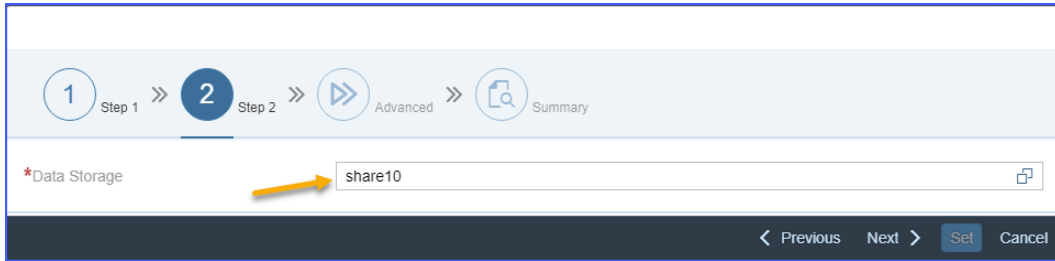 1 Step 1 2 Step 2 Advanced Summary
*Data Storage share10
Previous Next Set Cancel